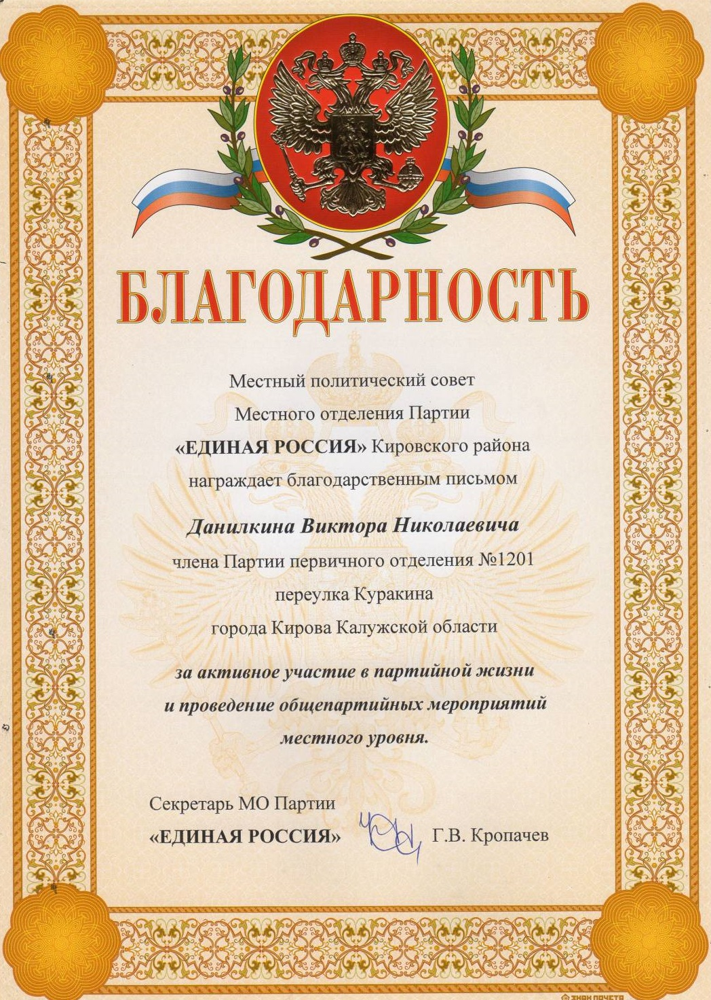 БЛАГОДАРНОСТЬ
Местный политический совет
Местного отделения Партии
«ЕДИНАЯ РОССИЯ» Кировского района
награждает благодарственным письмом
Данилкина Виктора Николаевича
члена Партии первичного отделения №1201
переулка Куракина
города Кирова Калужской области
за активное участие в партийной жизни
и проведение общепартийных мероприятий
местного уровня.
Секретарь МО Партии
«ЕДИНАЯ РОССИЯ» Г.В. Кропачев
ЗНАК ПОЧЕТА